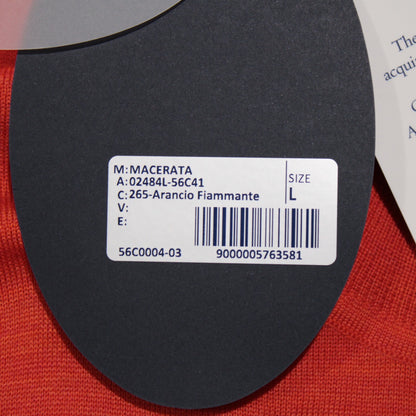 The
acqui
M: MACERATA
A: 02484L-56C41
C: 265-Arancio Fiammante
V:
E:
SIZE
L
56C0004-03
9000005763581